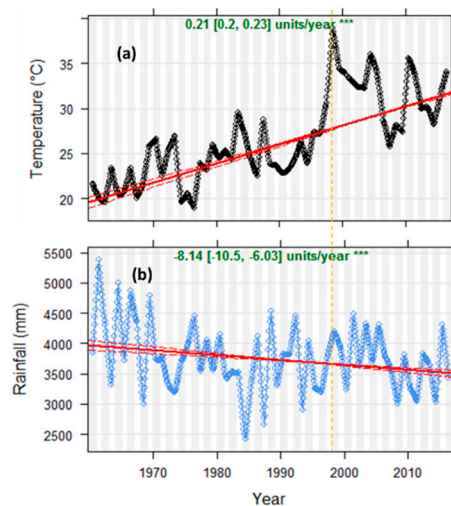 0.21 [0.2, 0.23] units/year ***
(a)
Temperature (°C)
35
30
25
20
-8.14 [-10.5, -6.03] units/year ***
(b)
Rainfall (mm)
5500
5000
4500
4000
3500
3000
2500
1970 1980 1990 2000 2010
Year